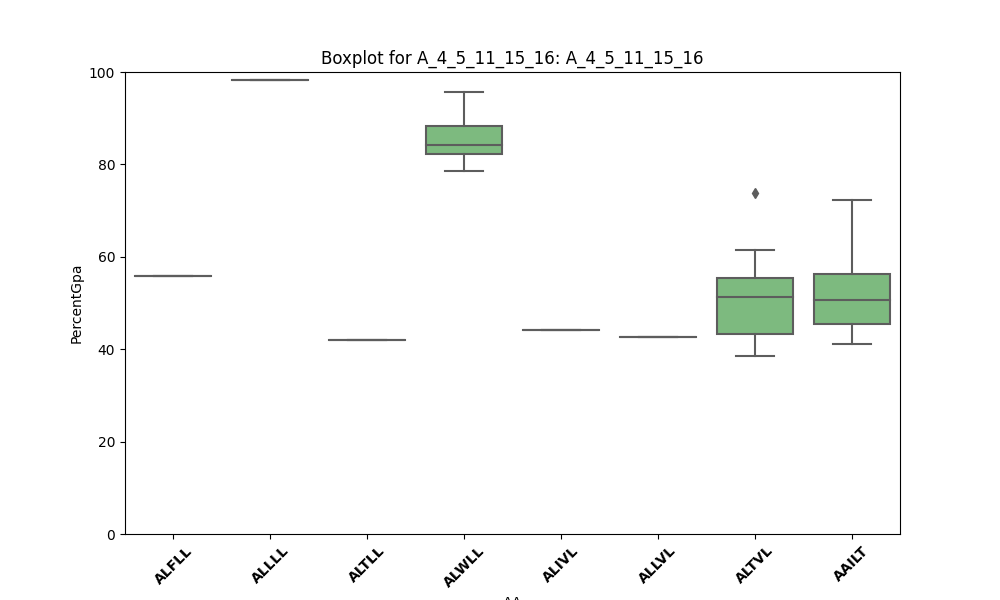 Boxplot for A_4_5_11_15_16: A_4_5_11_15_16
100
80
60
40
20
0
PercentGpa
ALFLL
ALLLL
ALTLL
ALWLL
ALIVL
ALLVL
ALTVL
AAILT
AA